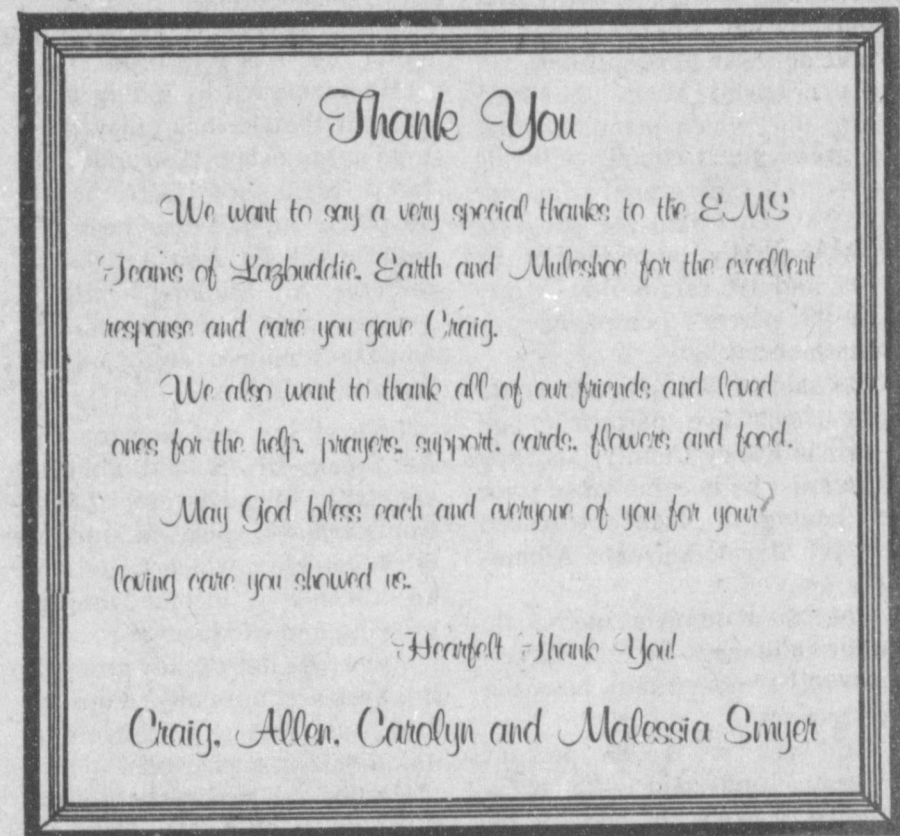 Thank You
We want to say a very special thanks to the EMS
Teams of Lazbuddie, Earth and Muleshoe for the excellent
response and care you gave Craig.
We also want to thank all of our friends and loved
ones for the help, prayers, support, cards, flowers and food.
May God bless each and everyone of you for your
loving care you showed us.
Hearfelt Thank You!
Craig, Allen, Carolyn and Malessia Smyer